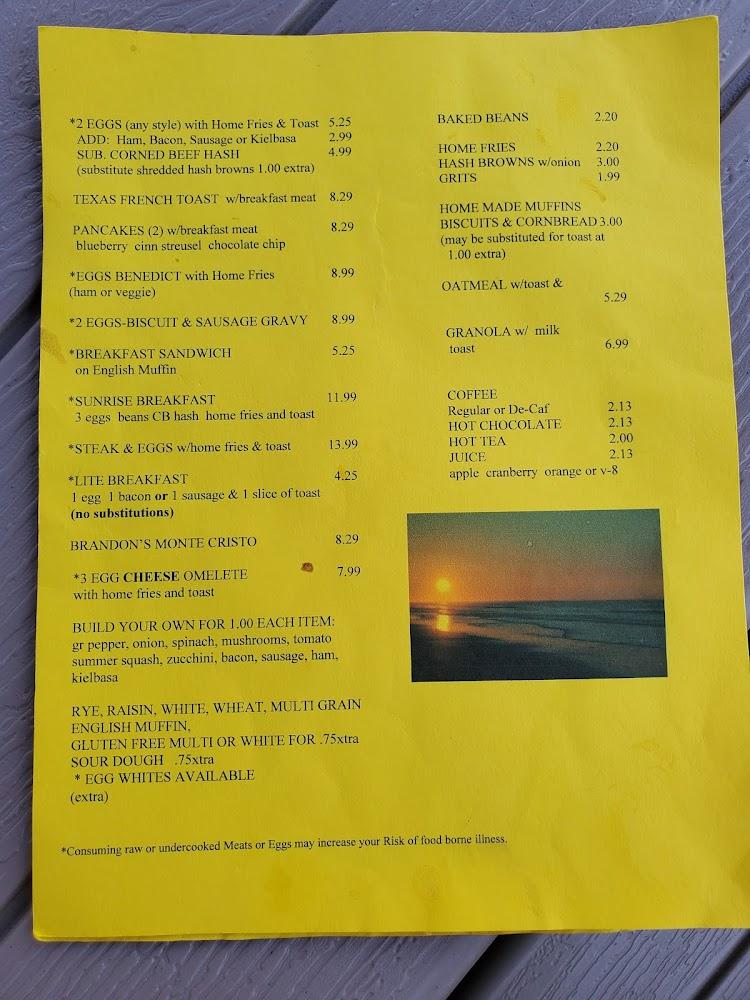 *2 EGGS (any style) with Home Fries & Toast 5.25
ADD: Ham, Bacon, Sausage or Kielbasa 2.99
SUB. CORNED BEEF HASH 4.99
(substitute shredded hash browns 1.00 extra)
TEXAS FRENCH TOAST w/breakfast meat 8.29
PANCAKES (2) w/breakfast meat 8.29
blueberry cinn streusel chocolate chip
*EGGS BENEDICT with Home Fries 8.99
(ham or veggie)
*2 EGGS-BISCUIT & SAUSAGE GRAVY 8.99
*BREAKFAST SANDWICH 5.25
on English Muffin
*SUNRISE BREAKFAST 11.99
3 eggs beans CB hash home fries and toast
*STEAK & EGGS w/home fries & toast 13.99
*LITE BREAKFAST 4.25
1 egg 1 bacon or 1 sausage & 1 slice of toast
(no substitutions)
BRANDON'S MONTE CRISTO 8.29
*3 EGG CHEESE OMELETE 7.99
with home fries and toast
BUILD YOUR OWN FOR 1.00 EACH ITEM:
gr pepper, onion, spinach, mushrooms, tomato
summer squash, zucchini, bacon, sausage, ham,
kielbasa
RYE, RAISIN, WHITE, WHEAT, MULTI GRAIN
ENGLISH MUFFIN,
GLUTEN FREE MULTI OR WHITE FOR .75xtra
SOUR DOUGH .75xtra
* EGG WHITES AVAILABLE
(extra)
BAKED BEANS 2.20
HOME FRIES 2.20
HASH BROWNS w/onion 3.00
GRITS 1.99
HOME MADE MUFFINS
BISCUITS & CORNBREAD 3.00
(may be substituted for toast at
1.00 extra)
OATMEAL w/toast &
5.29
GRANOLA w/ milk
toast 6.99
COFFEE
Regular or De-Caf 2.13
HOT CHOCOLATE 2.13
HOT TEA 2.00
JUICE 2.13
apple cranberry orange or v-8
*Consuming raw or undercooked Meats or Eggs may increase your Risk of food borne illness.